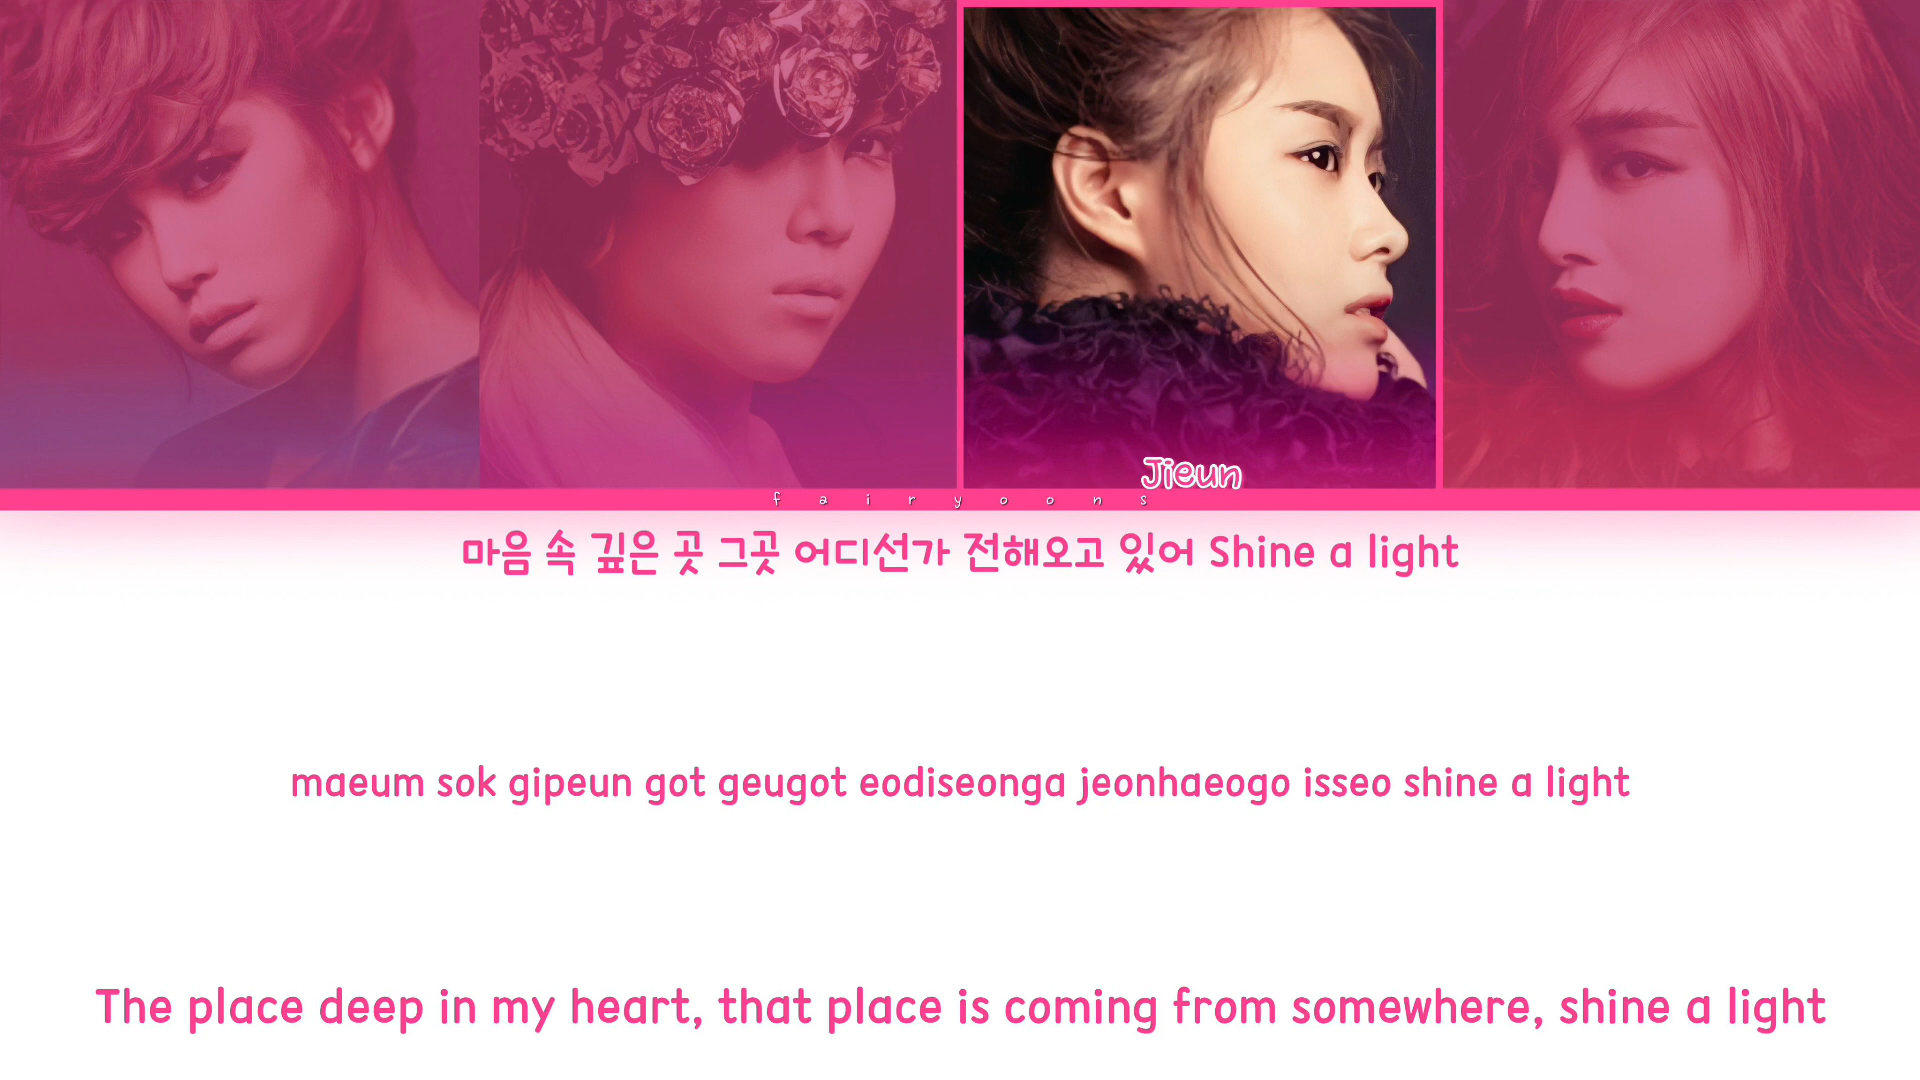 Jieun
fairyoons
마음 속 깊은 곳 그곳 어디선가 전해오고 있어 Shine a light
maeum sok gipeun got geugot eodiseonga jeonhaeogo isseo shine a light
The place deep in my heart, that place is coming from somewhere, shine a light